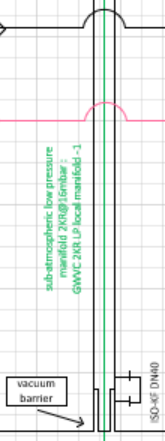 sub-atmospheric low pressure
manifold 2KR@16mbar :
GWVC 2KR LP local manifold -1
vacuum
barrier
ISO-KF DN40